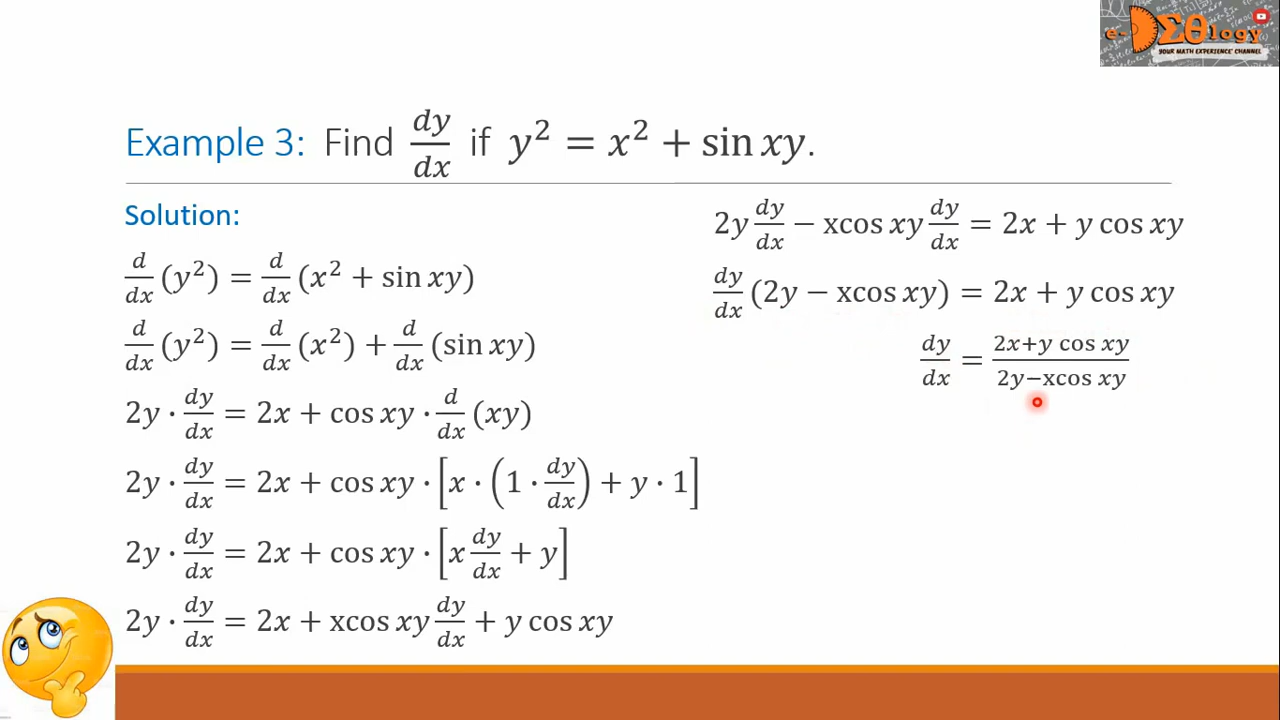 e-DΣΘlogy
YOUR MATH EXPERIENCE CHANNEL
Example 3: Find dy/dx if y² = x² + sin xy.
Solution:
d/dx (y²) = d/dx (x² + sin xy)
d/dx (y²) = d/dx (x²) + d/dx (sin xy)
2y · dy/dx = 2x + cos xy · d/dx (xy)
2y · dy/dx = 2x + cos xy · [x · (1 · dy/dx) + y · 1]
2y · dy/dx = 2x + cos xy · [x dy/dx + y]
2y · dy/dx = 2x + xcos xy dy/dx + y cos xy
2y dy/dx − xcos xy dy/dx = 2x + y cos xy
dy/dx (2y − xcos xy) = 2x + y cos xy
dy/dx = (2x+y cos xy)/(2y−xcos xy)